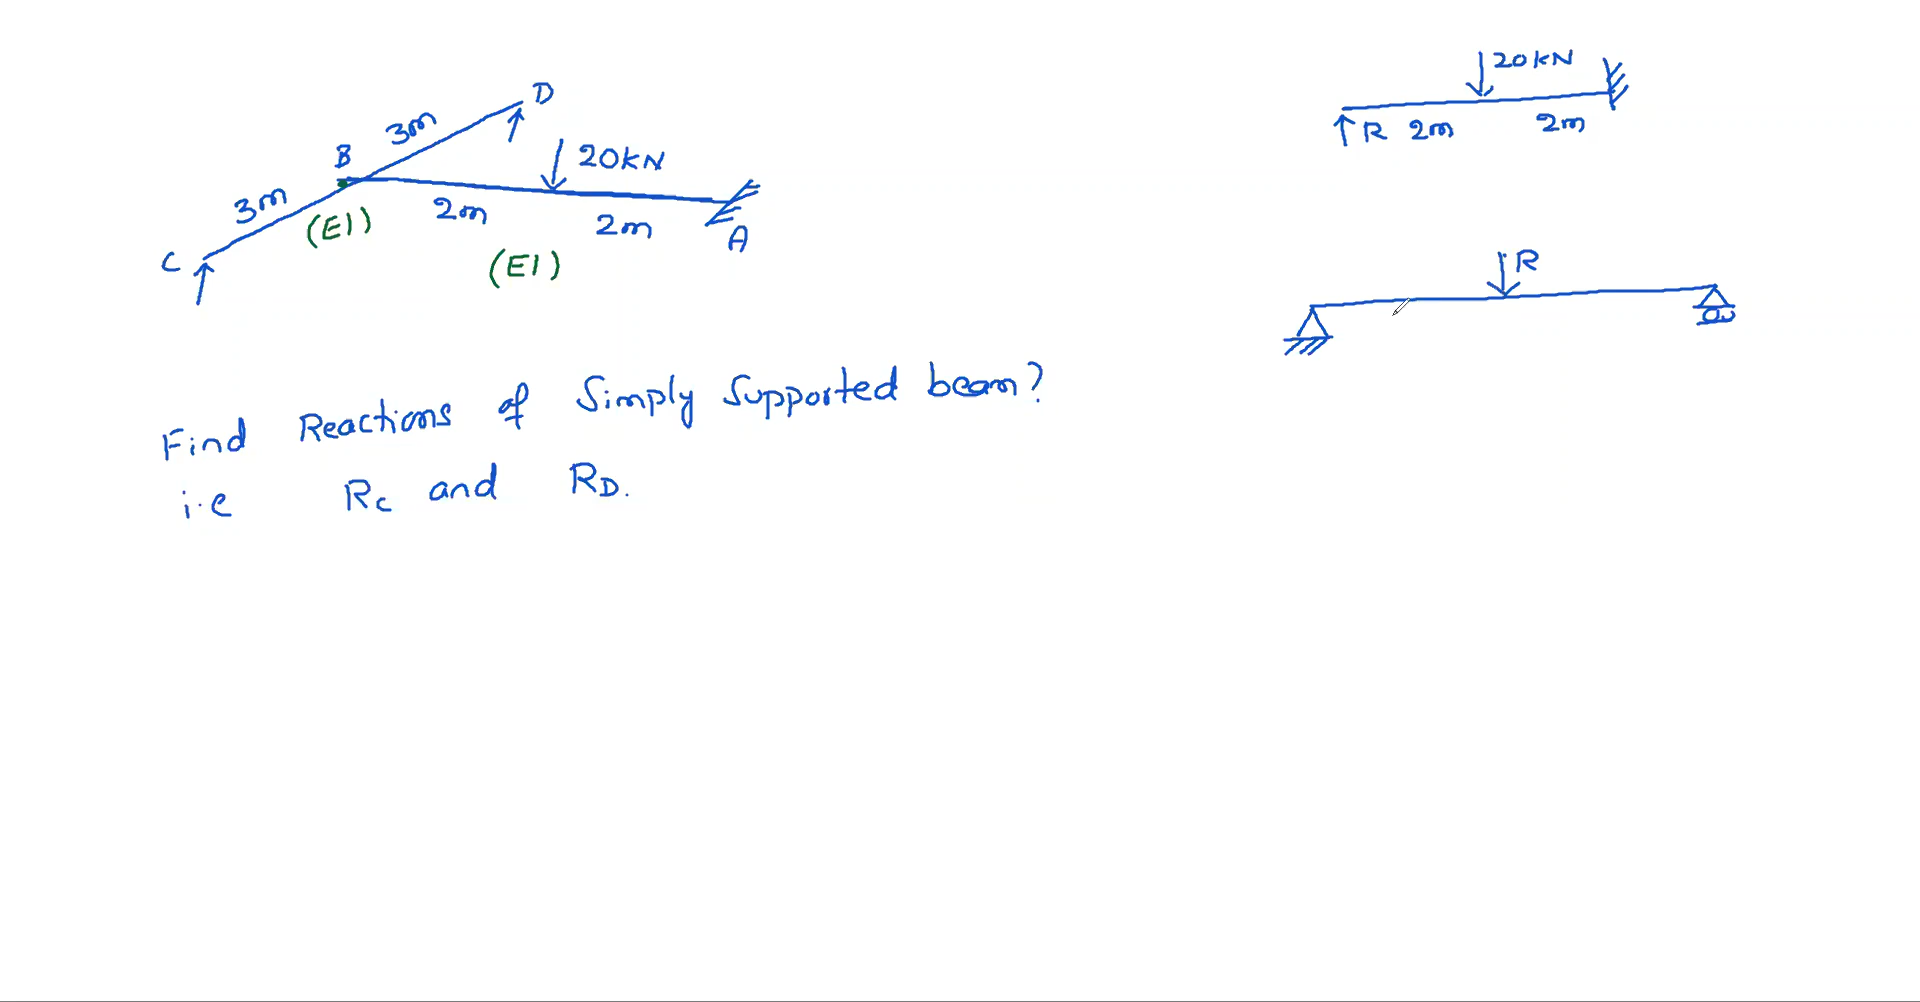 D
3m
B
20kN
3m
2m
2m
(EI)
A
C
(EI)
20kN
R 2m 2m
R
Find Reactions of Simply Supported beam?
i.e Rc and RD.